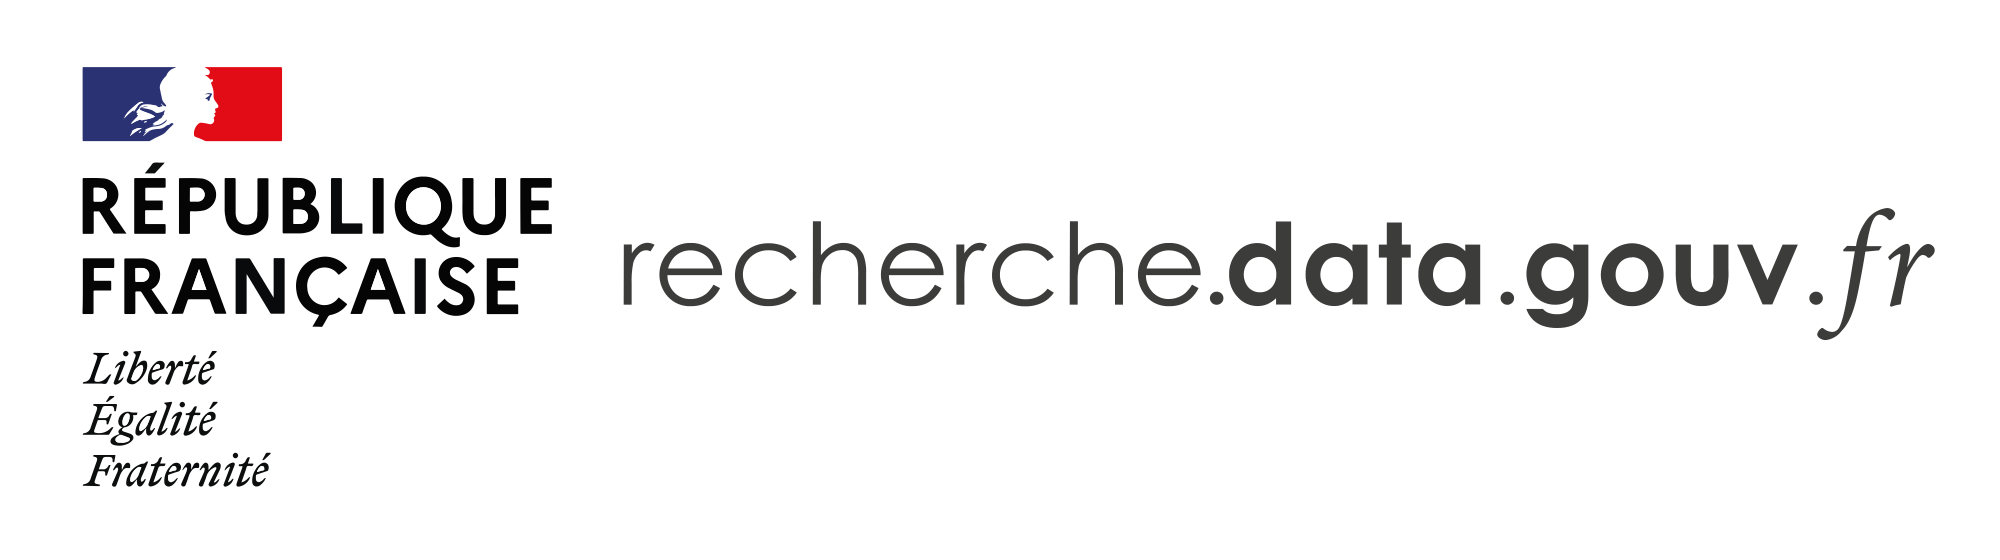 RÉPUBLIQUE
FRANÇAISE
Liberté
Égalité
Fraternité
recherche.data.gouv.fr